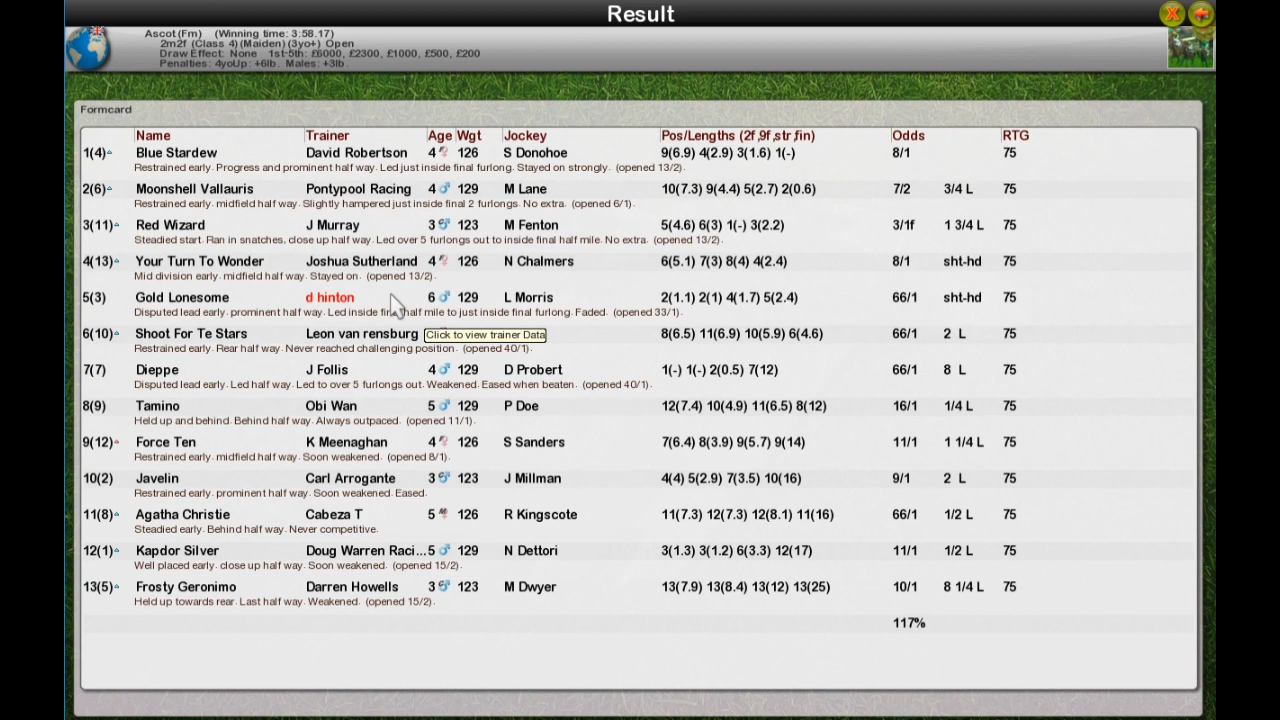 Result
Ascot(Fm) (Winning time: 3:58.17)
2m2f (Class 4)(Maiden)(3yo+) Open
Draw Effect: None 1st-5th: £6000, £2300, £1000, £500, £200
Penalties: 4yoUp: +6lb. Males: +3lb.
Formcard
Name Trainer Age Wgt Jockey Pos/Lengths (2f,9f,str,fin) Odds RTG
1(4) Blue Stardew David Robertson 4 126 S Donohoe 9(6.9) 4(2.9) 3(1.6) 1(-) 8/1 75
Restrained early. Progress and prominent half way. Led just inside final furlong. Stayed on strongly. (opened 13/2).
2(6) Moonshell Vallauris Pontypool Racing 4 129 M Lane 10(7.3) 9(4.4) 5(2.7) 2(0.6) 7/2 3/4 L 75
Restrained early. midfield half way. Slightly hampered just inside final 2 furlongs. No extra. (opened 6/1).
3(11) Red Wizard J Murray 3 123 M Fenton 5(4.6) 6(3) 1(-) 3(2.2) 3/1f 1 3/4 L 75
Steadied start. Ran in snatches, close up half way. Led over 5 furlongs out to inside final half mile. No extra. (opened 13/2).
4(13) Your Turn To Wonder Joshua Sutherland 4 126 N Chalmers 6(5.1) 7(3) 8(4) 4(2.4) 8/1 sht-hd 75
Mid division early. midfield half way. Stayed on. (opened 13/2).
5(3) Gold Lonesome d hinton 6 129 L Morris 2(1.1) 2(1) 4(1.7) 5(2.4) 66/1 sht-hd 75
Disputed lead early. prominent half way. Led inside final half mile to just inside final furlong. Faded. (opened 33/1).
6(10) Shoot For Te Stars Leon van rensburg 8(6.5) 11(6.9) 10(5.9) 6(4.6) 66/1 2 L 75
Click to view trainer Data
Restrained early. Rear half way. Never reached challenging position. (opened 40/1).
7(7) Dieppe J Follis 4 129 D Probert 1(-) 1(-) 2(0.5) 7(12) 66/1 8 L 75
Disputed lead early. Led half way. Led to over 5 furlongs out. Weakened. Eased when beaten. (opened 40/1).
8(9) Tamino Obi Wan 5 129 P Doe 12(7.4) 10(4.9) 11(6.5) 8(12) 16/1 1/4 L 75
Held up and behind. Behind half way. Always outpaced. (opened 11/1).
9(12) Force Ten K Meenaghan 4 126 S Sanders 7(6.4) 8(3.9) 9(5.7) 9(14) 11/1 1 1/4 L 75
Restrained early. midfield half way. Soon weakened. (opened 8/1).
10(2) Javelin Carl Arrogante 3 123 J Millman 4(4) 5(2.9) 7(3.5) 10(16) 9/1 2 L 75
Restrained early. prominent half way. Soon weakened. Eased.
11(8) Agatha Christie Cabeza T 5 126 R Kingscote 11(7.3) 12(7.3) 12(8.1) 11(16) 66/1 1/2 L 75
Steadied early. Behind half way. Never competitive.
12(1) Kapdor Silver Doug Warren Raci... 5 129 N Dettori 3(1.3) 3(1.2) 6(3.3) 12(17) 11/1 1/2 L 75
Well placed early. close up half way. Soon weakened. (opened 15/2).
13(5) Frosty Geronimo Darren Howells 3 123 M Dwyer 13(7.9) 13(8.4) 13(12) 13(25) 10/1 8 1/4 L 75
Held up towards rear. Last half way. Weakened. (opened 15/2).
117%